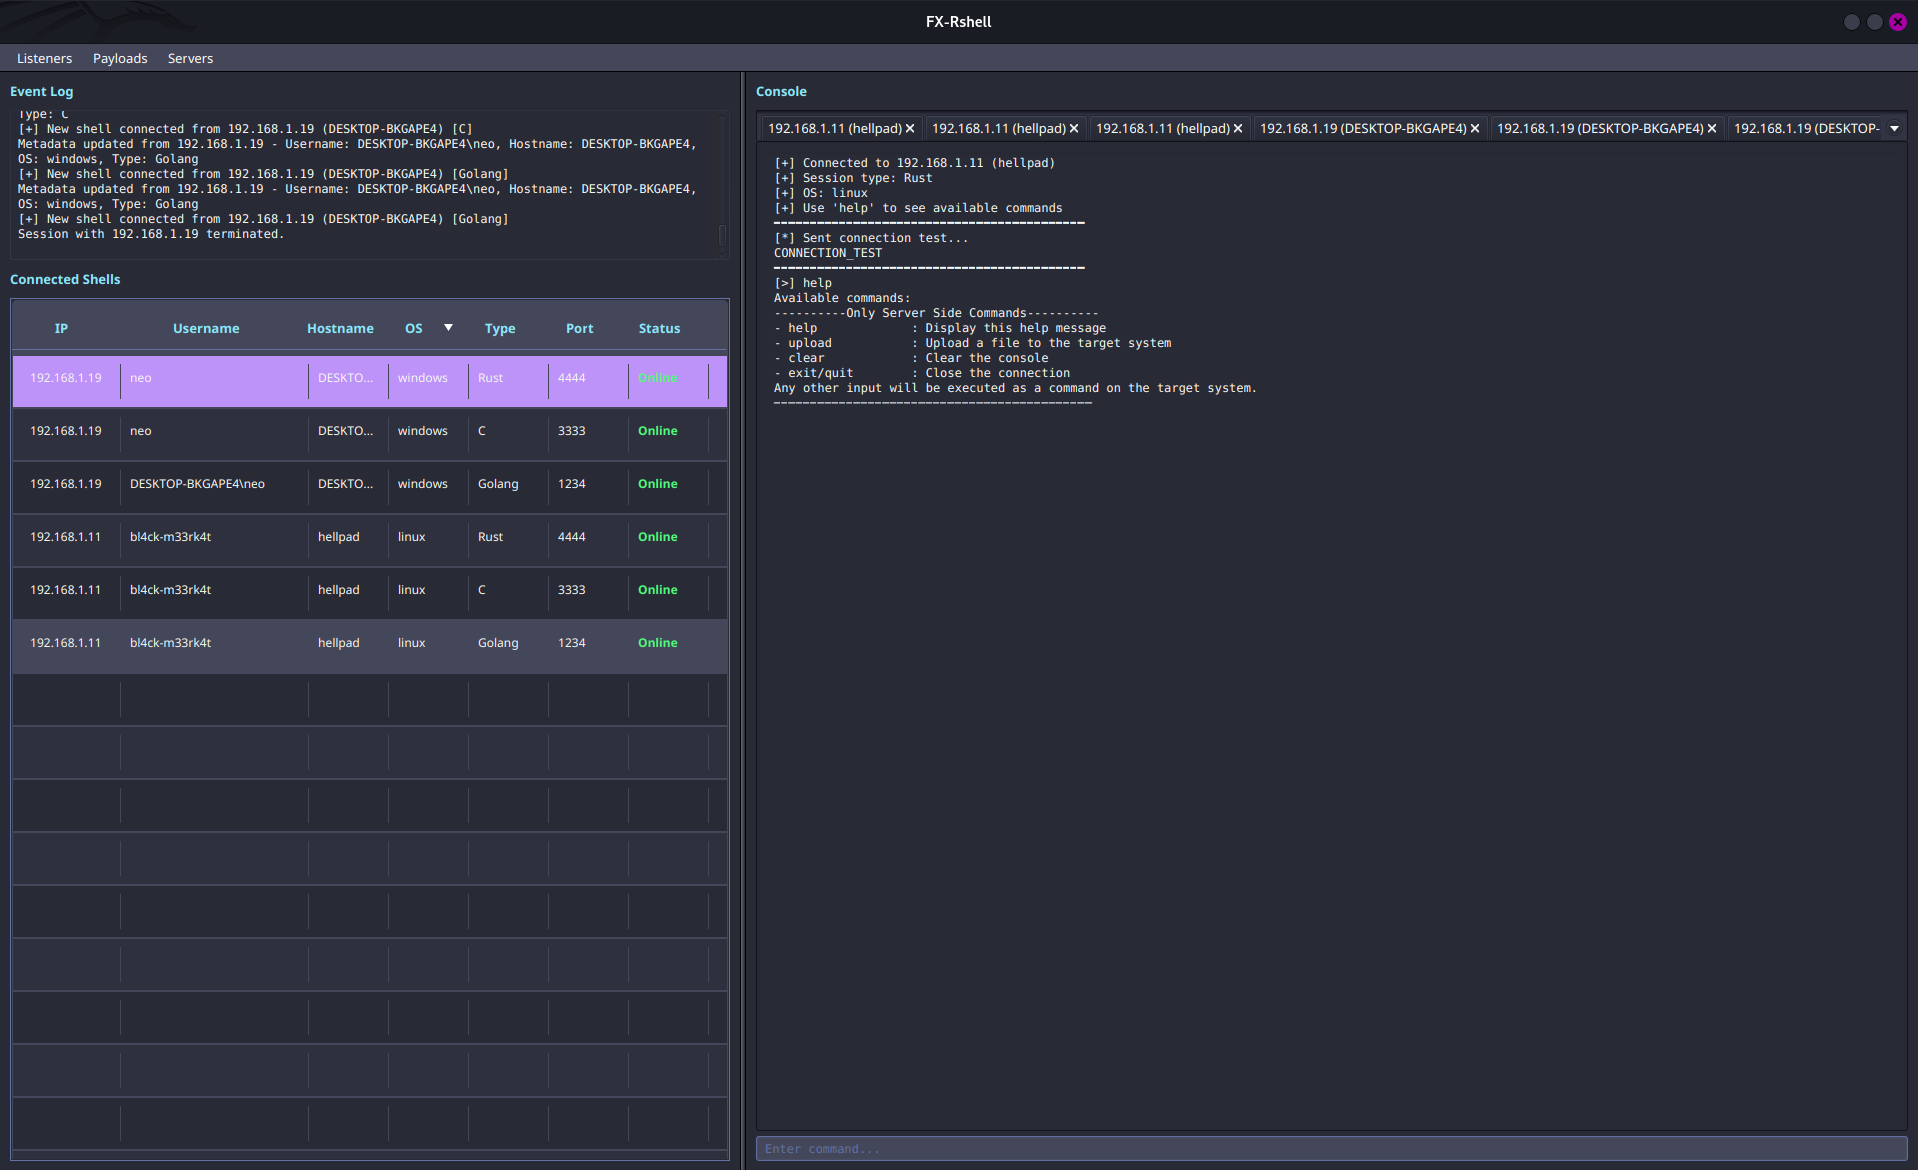 FX-Rshell
Listeners Payloads Servers
Event Log
Type: C
[+] New shell connected from 192.168.1.19 (DESKTOP-BKGAPE4) [C]
Metadata updated from 192.168.1.19 - Username: DESKTOP-BKGAPE4\neo, Hostname: DESKTOP-BKGAPE4,
OS: windows, Type: Golang
[+] New shell connected from 192.168.1.19 (DESKTOP-BKGAPE4) [Golang]
Metadata updated from 192.168.1.19 - Username: DESKTOP-BKGAPE4\neo, Hostname: DESKTOP-BKGAPE4,
OS: windows, Type: Golang
[+] New shell connected from 192.168.1.19 (DESKTOP-BKGAPE4) [Golang]
Session with 192.168.1.19 terminated.
Connected Shells
IP Username Hostname OS Type Port Status
192.168.1.19 neo DESKTO... windows Rust 4444 Online
192.168.1.19 neo DESKTO... windows C 3333 Online
192.168.1.19 DESKTOP-BKGAPE4\neo DESKTO... windows Golang 1234 Online
192.168.1.11 bl4ck-m33rk4t hellpad linux Rust 4444 Online
192.168.1.11 bl4ck-m33rk4t hellpad linux C 3333 Online
192.168.1.11 bl4ck-m33rk4t hellpad linux Golang 1234 Online
Console
192.168.1.11 (hellpad) 192.168.1.11 (hellpad) 192.168.1.11 (hellpad) 192.168.1.19 (DESKTOP-BKGAPE4) 192.168.1.19 (DESKTOP-BKGAPE4) 192.168.1.19 (DESKTOP-
[+] Connected to 192.168.1.11 (hellpad)
[+] Session type: Rust
[+] OS: linux
[+] Use 'help' to see available commands
[*] Sent connection test...
CONNECTION_TEST
[>] help
Available commands:
----------Only Server Side Commands----------
- help : Display this help message
- upload : Upload a file to the target system
- clear : Clear the console
- exit/quit : Close the connection
Any other input will be executed as a command on the target system.
Enter command...